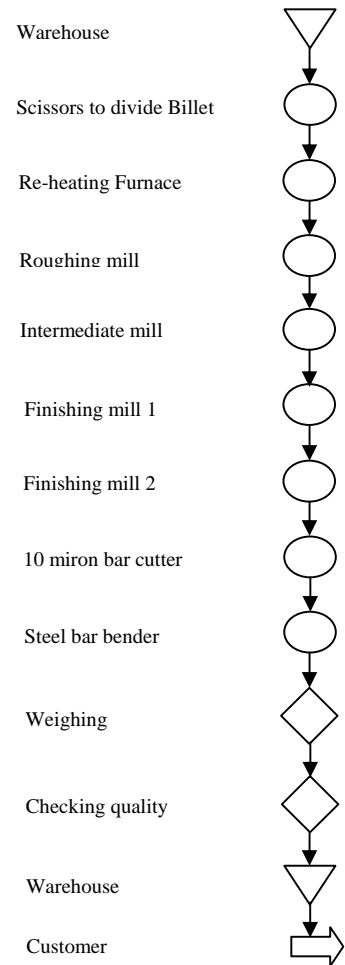 Warehouse
Scissors to divide Billet
Re-heating Furnace
Roughing mill
Intermediate mill
Finishing mill 1
Finishing mill 2
10 miron bar cutter
Steel bar bender
Weighing
Checking quality
Warehouse
Customer